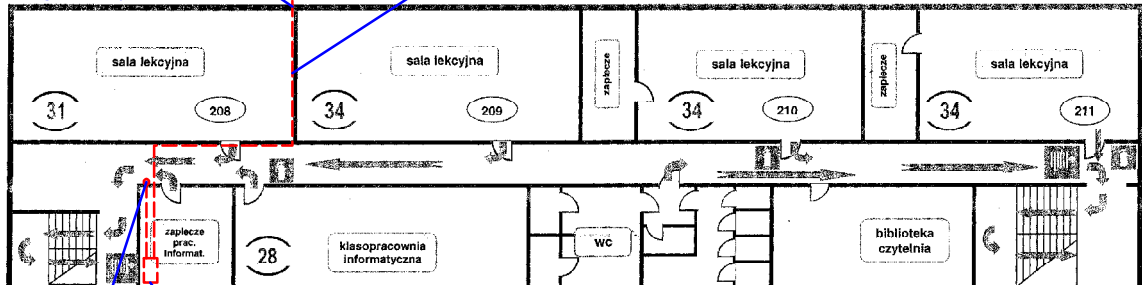 sala lekcyjna
31
208
sala lekcyjna
34
209
zaplecze
sala lekcyjna
34
210
zaplecze
sala lekcyjna
34
211
zaplecze
prac.
informat.
28
klasopracownia
informatyczna
WC
biblioteka
czytelnia